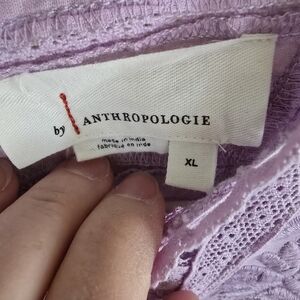 by ANTHROPOLOGIE
made in india
fabriqué en inde
XL